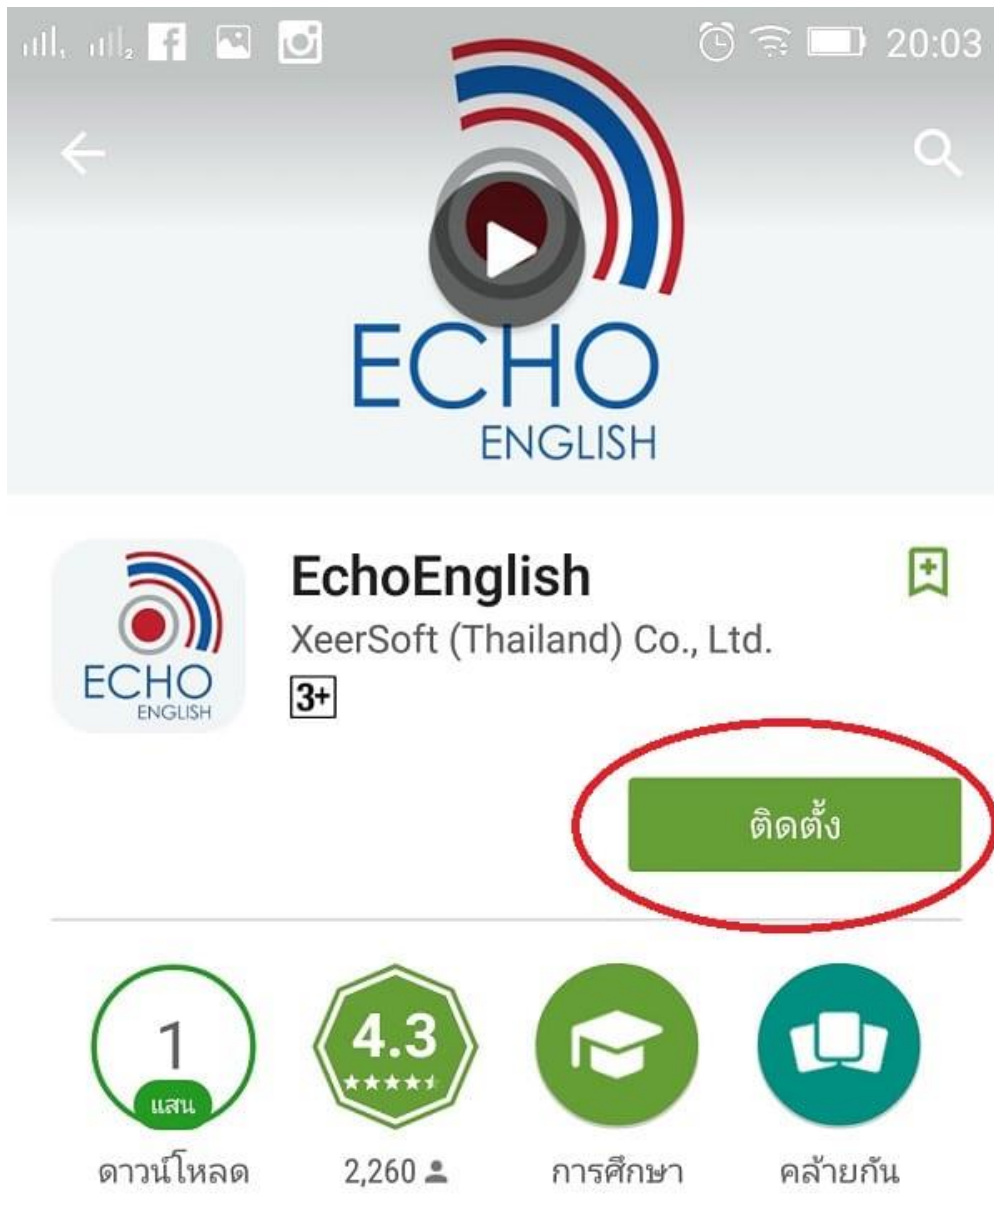 20:03
ECHO
ENGLISH
EchoEnglish
XeerSoft (Thailand) Co., Ltd.
3+
ECHO
ENGLISH
ติดตั้ง
1
แสน
4.3
ดาวน์โหลด
2,260
การศึกษา
คล้ายกัน